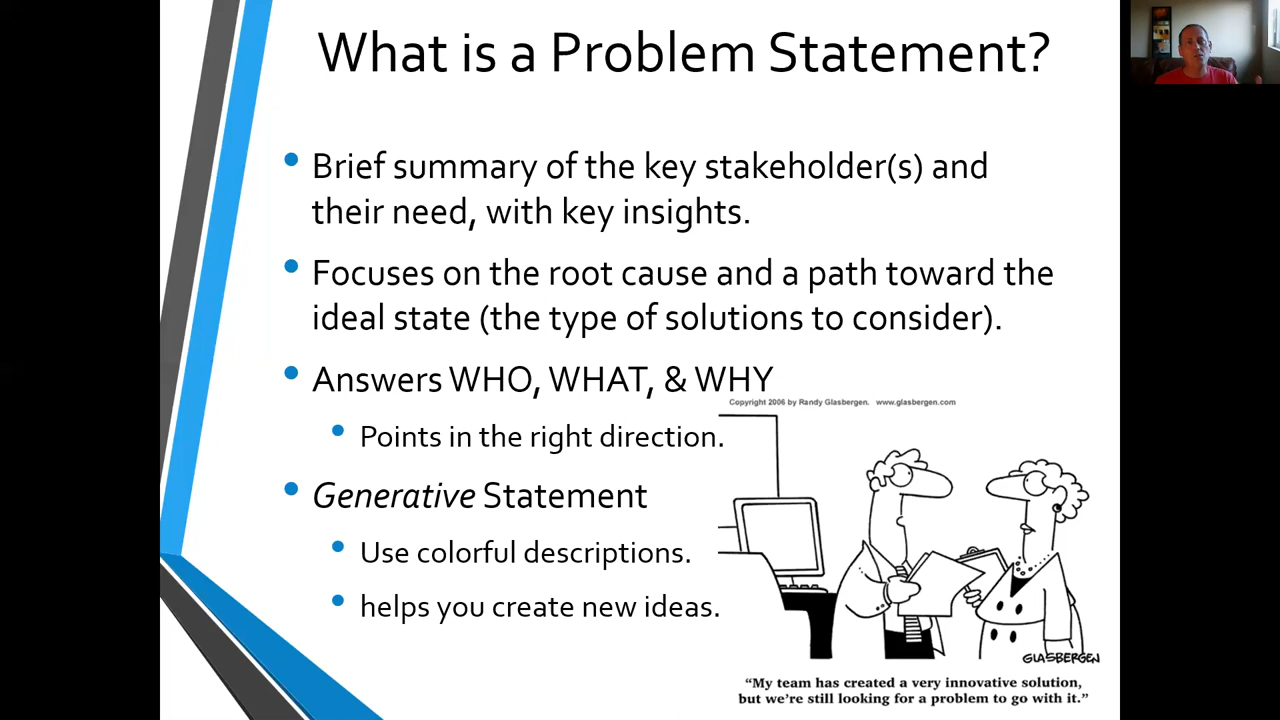 What is a Problem Statement?
• Brief summary of the key stakeholder(s) and
their need, with key insights.
• Focuses on the root cause and a path toward the
ideal state (the type of solutions to consider).
• Answers WHO, WHAT, & WHY
• Points in the right direction.
• Generative Statement
• Use colorful descriptions.
• helps you create new ideas.
Copyright 2006 by Randy Glasbergen. www.glasbergen.com
GLASBERGEN
“My team has created a very innovative solution,
but we’re still looking for a problem to go with it.”